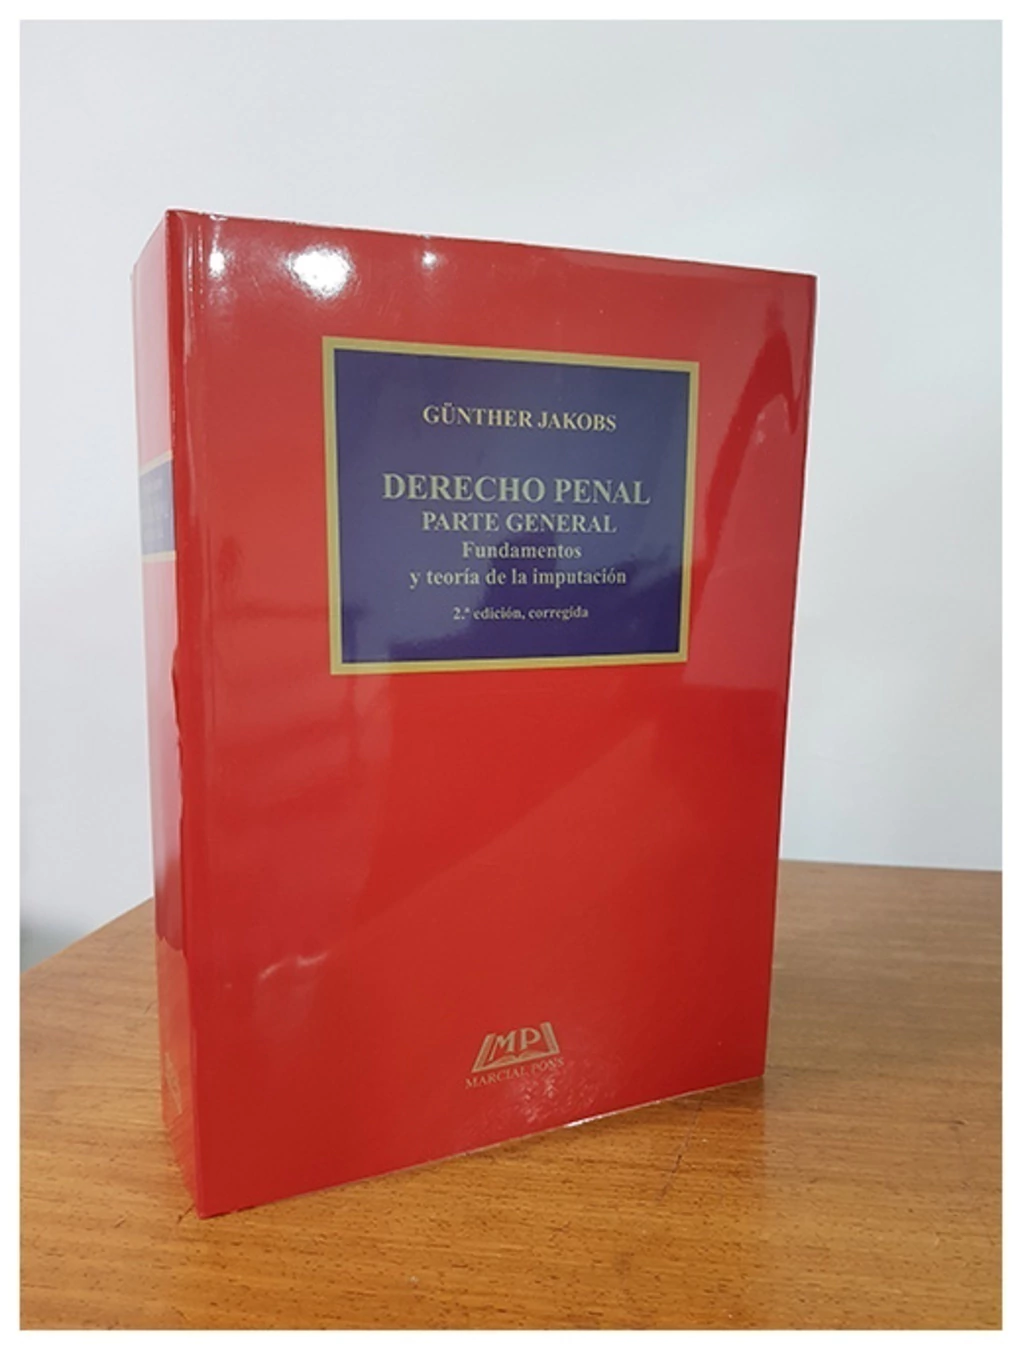 GÜNTHER JAKOBS
DERECHO PENAL
PARTE GENERAL
Fundamentos
y teoría de la imputación
2.ª edición, corregida
MP
MARCIAL PONS